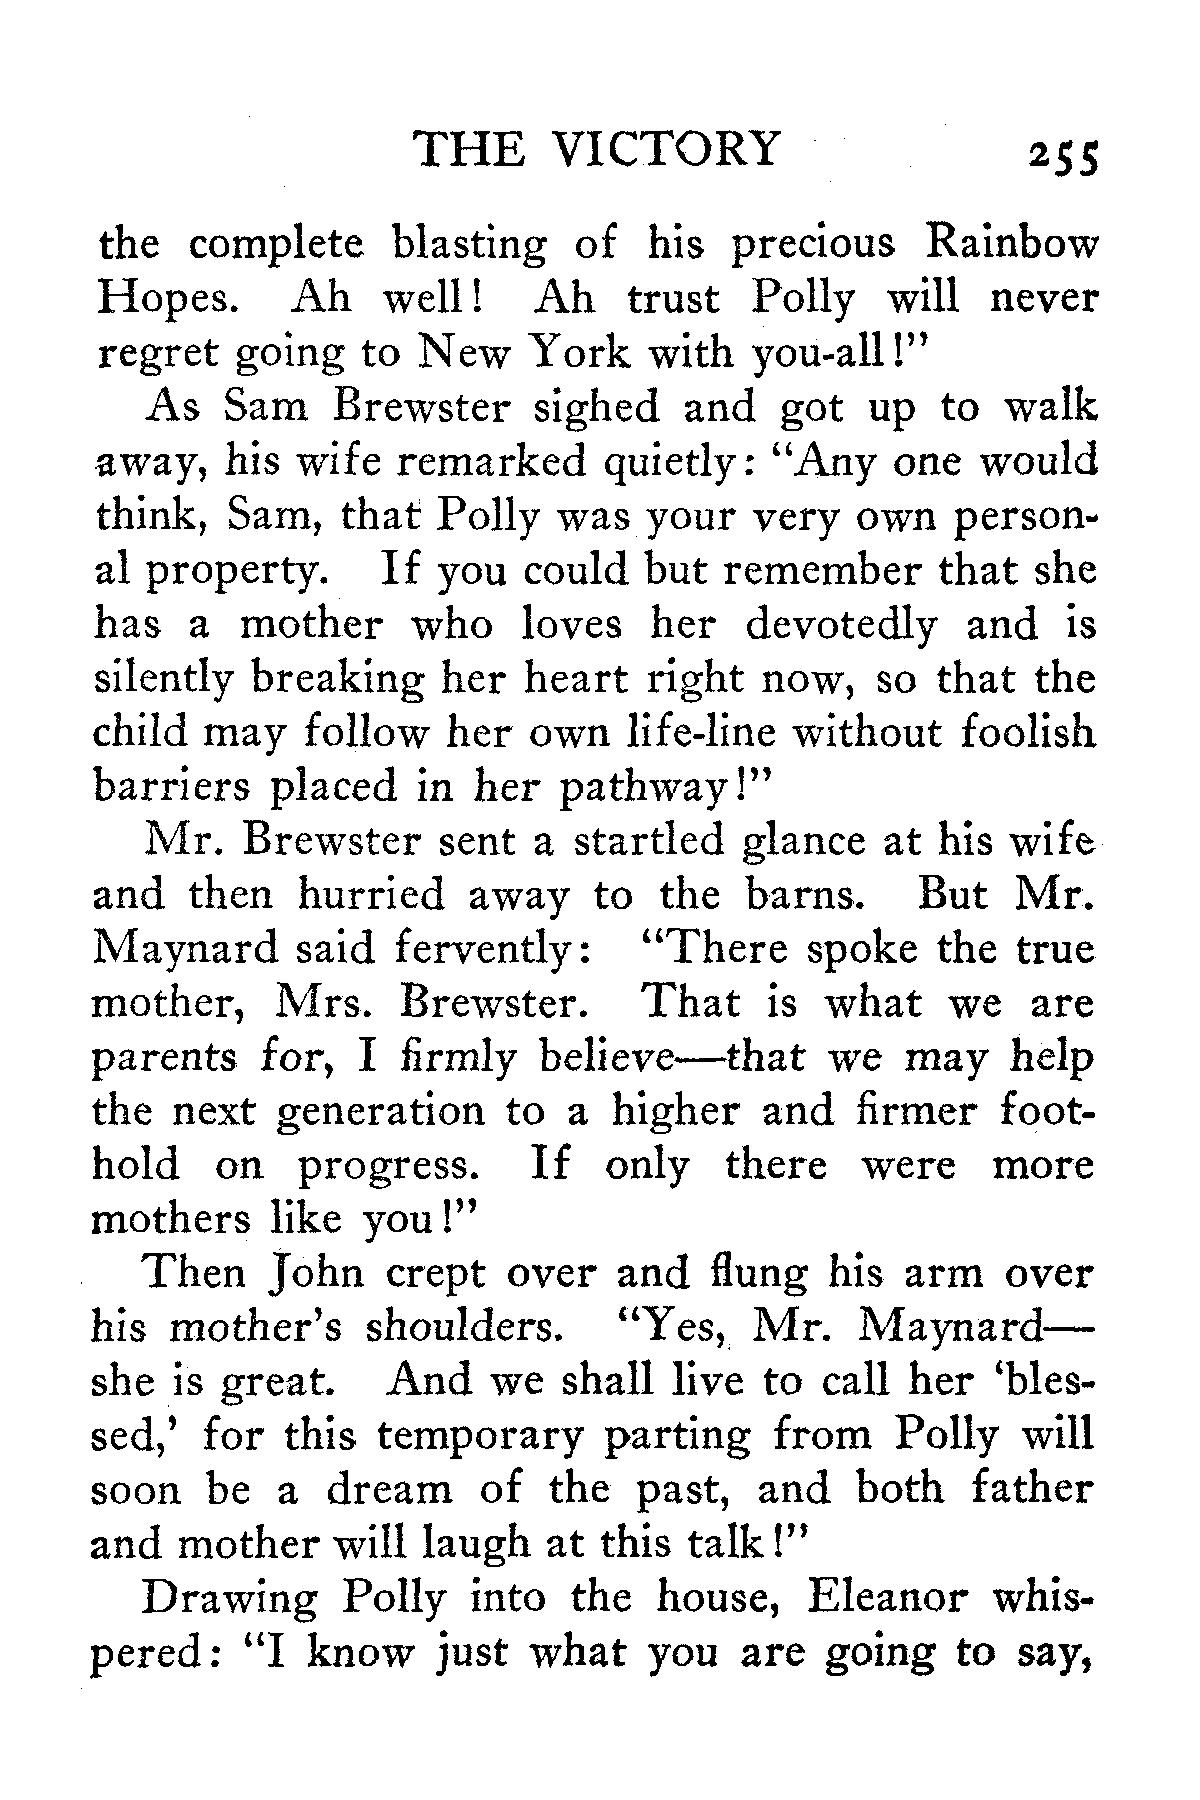 THE VICTORY 255
the complete blasting of his precious Rainbow
Hopes. Ah well! Ah trust Polly will never
regret going to New York with you-all!"
As Sam Brewster sighed and got up to walk
away, his wife remarked quietly: "Any one would
think, Sam, that Polly was your very own person-
al property. If you could but remember that she
has a mother who loves her devotedly and is
silently breaking her heart right now, so that the
child may follow her own life-line without foolish
barriers placed in her pathway!"
Mr. Brewster sent a startled glance at his wife
and then hurried away to the barns. But Mr.
Maynard said fervently: "There spoke the true
mother, Mrs. Brewster. That is what we are
parents for, I firmly believe—that we may help
the next generation to a higher and firmer foot-
hold on progress. If only there were more
mothers like you!"
Then John crept over and flung his arm over
his mother's shoulders. "Yes, Mr. Maynard—
she is great. And we shall live to call her 'bles-
sed,' for this temporary parting from Polly will
soon be a dream of the past, and both father
and mother will laugh at this talk!"
Drawing Polly into the house, Eleanor whis-
pered: "I know just what you are going to say,